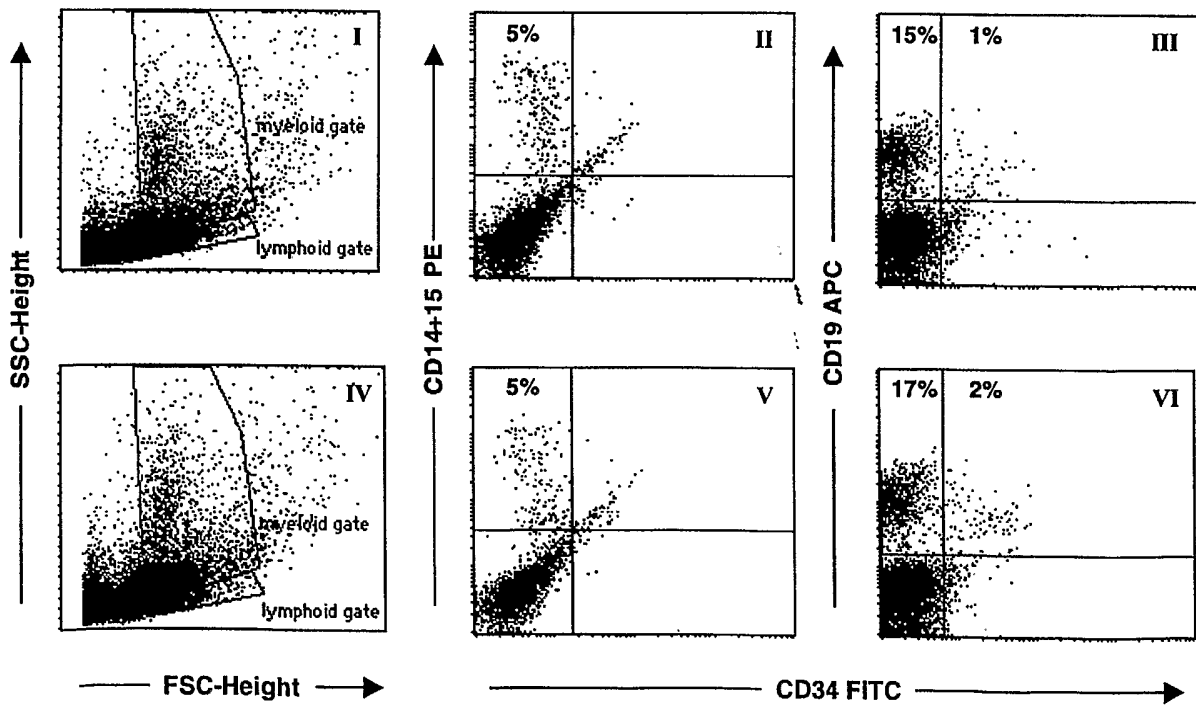 I
myeloid gate
lymphoid gate
5%
II
15%
1%
III
SSC-Height
CD14+15 PE
CD19 APC
IV
myeloid gate
lymphoid gate
5%
V
17%
2%
VI
FSC-Height
CD34 FITC